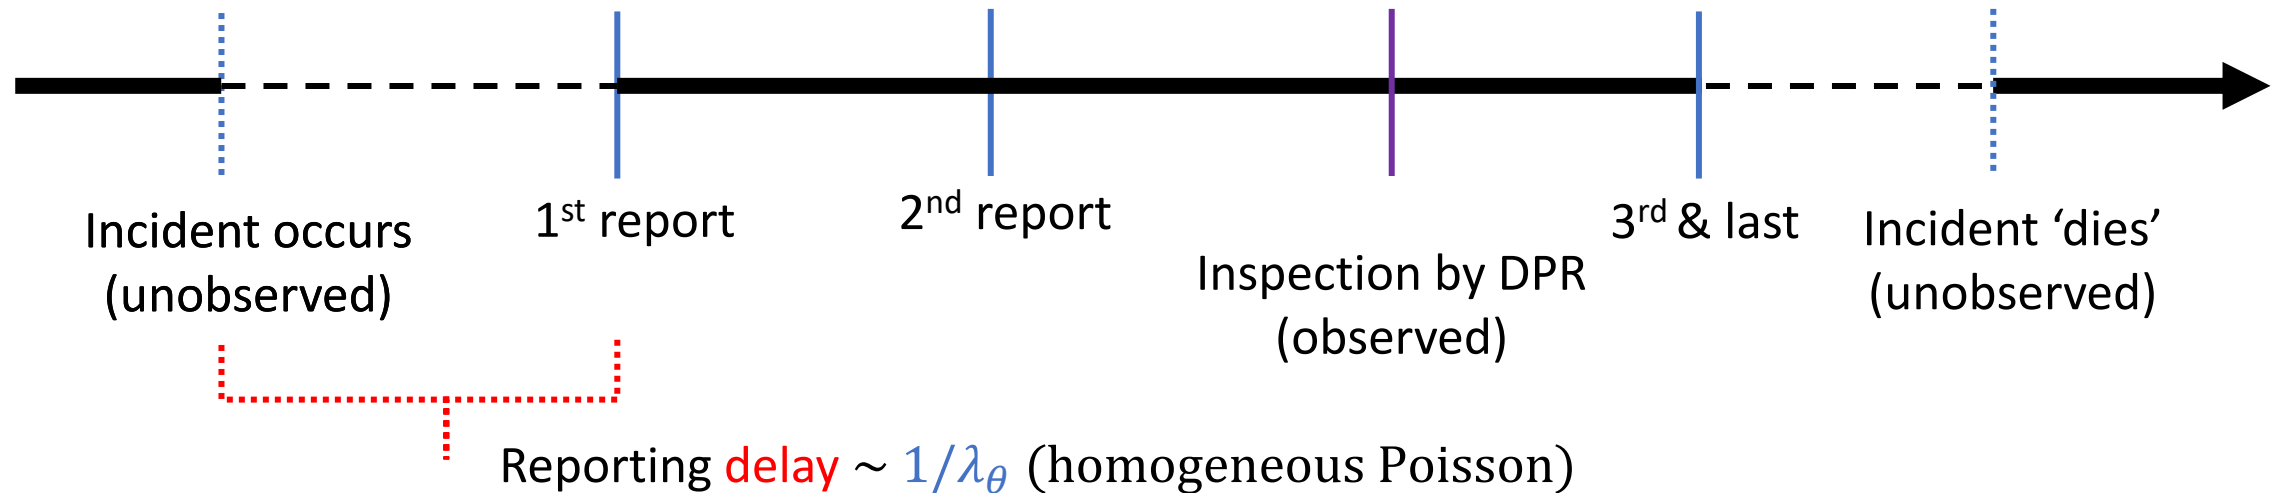 Incident occurs
(unobserved)
1st report
2nd report
Inspection by DPR
(observed)
3rd & last
Incident ‘dies’
(unobserved)
Reporting delay ~ 1/λθ (homogeneous Poisson)